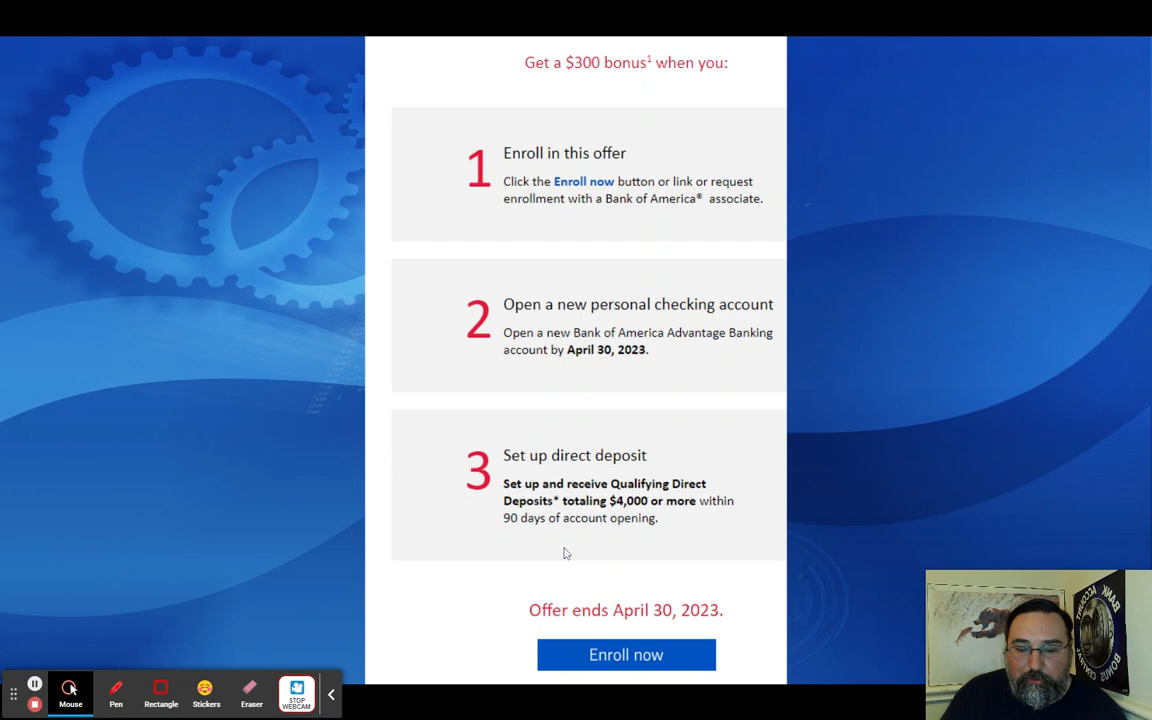 Get a $300 bonus¹ when you:
1
Enroll in this offer
Click the Enroll now button or link or request
enrollment with a Bank of America® associate.
2
Open a new personal checking account
Open a new Bank of America Advantage Banking
account by April 30, 2023.
3
Set up direct deposit
Set up and receive Qualifying Direct
Deposits* totaling $4,000 or more within
90 days of account opening.
Offer ends April 30, 2023.
Enroll now
BANK
ACCOUNT
BONUS
CENTRAL
Mouse
Pen
Rectangle
Stickers
Eraser
STOP
WEBCAM